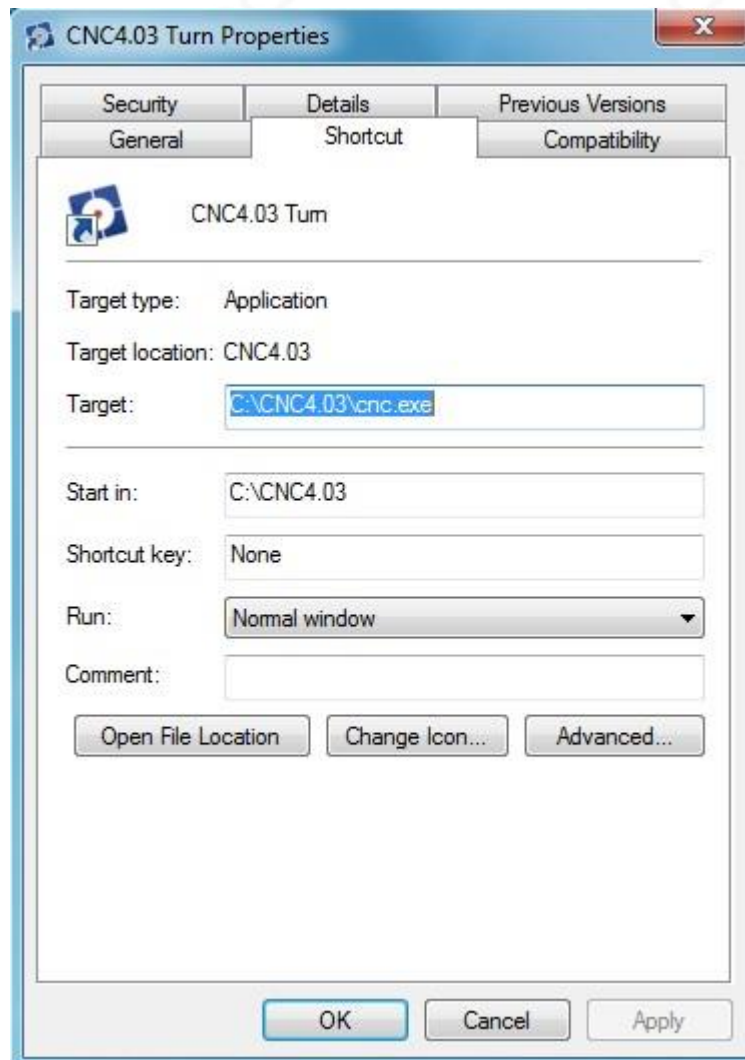 CNC4.03 Turn Properties
Security Details Previous Versions
General Shortcut Compatibility
CNC4.03 Turn
Target type: Application
Target location: CNC4.03
Target: C:\CNC4.03\cnc.exe
Start in: C:\CNC4.03
Shortcut key: None
Run: Normal window
Comment:
Open File Location Change Icon... Advanced...
OK Cancel Apply